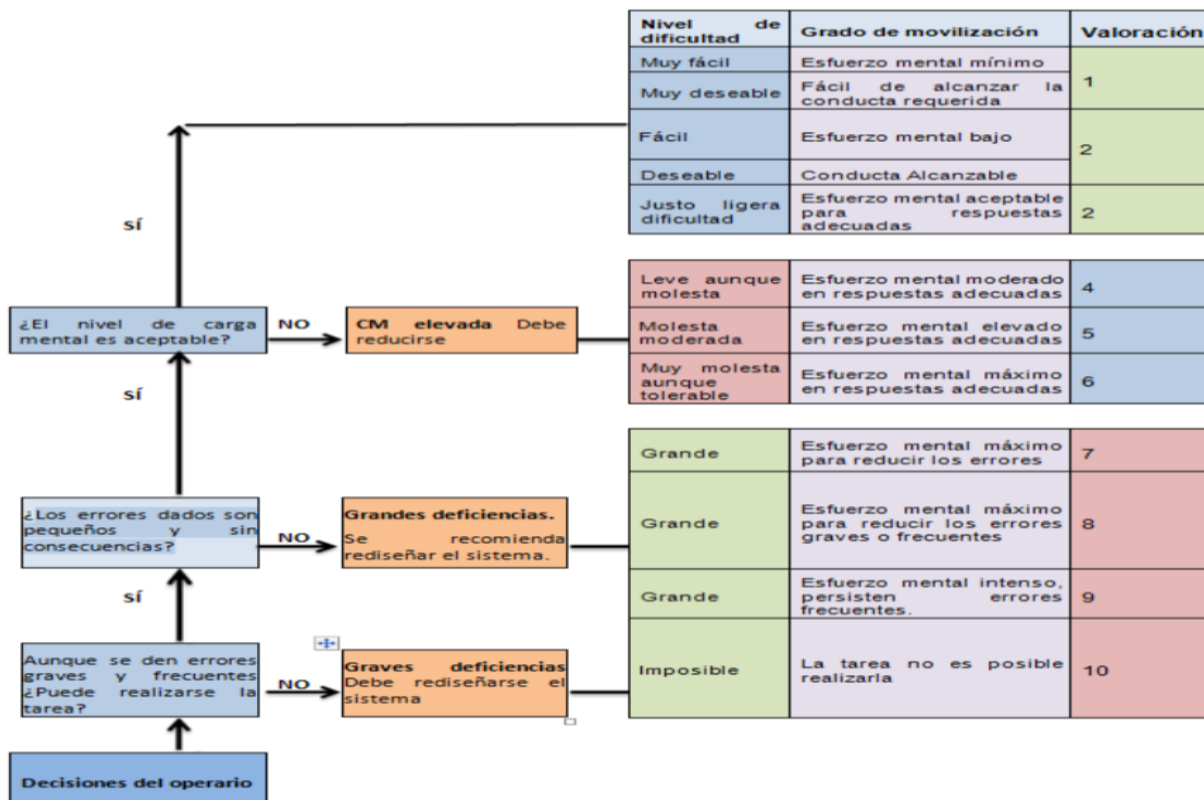 Nivel de
dificultad
Grado de movilización
Valoración
Muy fácil
Esfuerzo mental mínimo
1
Muy deseable
Fácil de alcanzar la
conducta requerida
Fácil
Esfuerzo mental bajo
2
Deseable
Conducta Alcanzable
Justo ligera
dificultad
Esfuerzo mental aceptable
para respuestas
adecuadas
2
SÍ
Leve aunque
molesta
Esfuerzo mental moderado
en respuestas adecuadas
4
¿El nivel de carga
mental es aceptable?
NO
CM elevada Debe
reducirse
Molesta
moderada
Esfuerzo mental elevado
en respuestas adecuadas
5
Muy molesta
aunque
tolerable
Esfuerzo mental máximo
en respuestas adecuadas
6
SÍ
Grande
Esfuerzo mental máximo
para reducir los errores
7
¿Los errores dados son
pequeños y sin
consecuencias?
NO
Grandes deficiencias.
Se recomienda
rediseñar el sistema.
Grande
Esfuerzo mental máximo
para reducir los errores
graves o frecuentes
8
SÍ
Grande
Esfuerzo mental intenso,
persisten errores
frecuentes.
9
Aunque se den errores
graves y frecuentes
¿Puede realizarse la
tarea?
NO
Graves deficiencias
Debe rediseñarse el
sistema
Imposible
La tarea no es posible
realizarla
10
Decisiones del operario